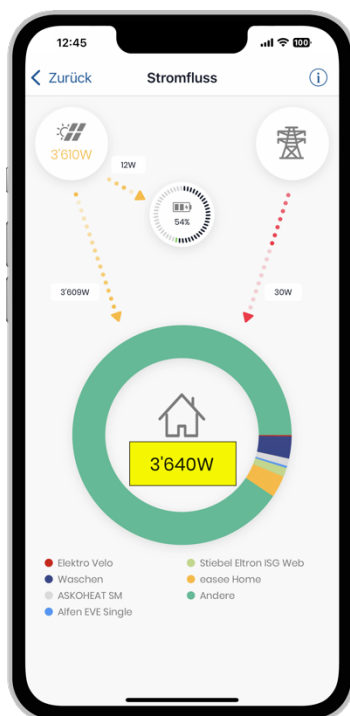 12:45
100
Zurück
Stromfluss
i
3'610W
12W
54%
3'609W
30W
3'640W
Elektro Velo
Waschen
ASKOHEAT SM
Alfen EVE Single
Stiebel Eltron ISG Web
easee Home
Andere